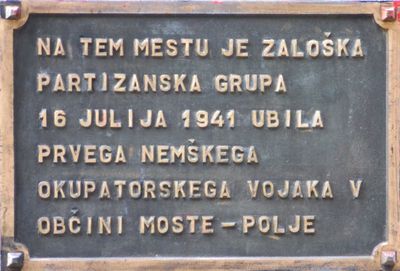 NA TEM MESTU JE ZALOŠKA
PARTIZANSKA GRUPA
16 JULIJA 1941 UBILA
PRVEGA NEMŠKEGA
OKUPATORSKEGA VOJAKA V
OBČINI MOSTE – POLJE